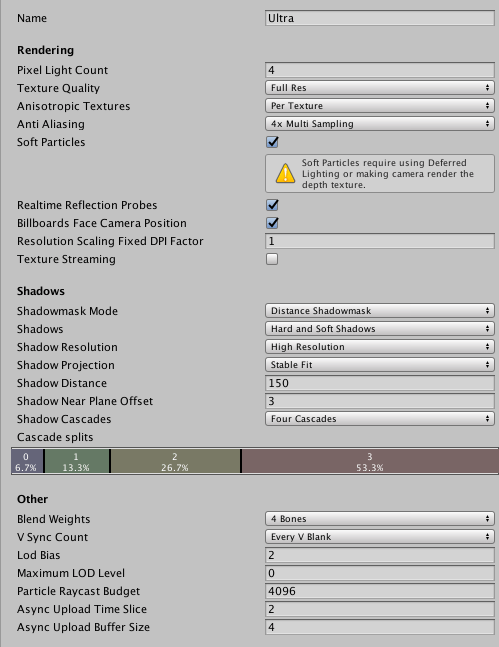 Name Ultra
Rendering
Pixel Light Count 4
Texture Quality Full Res
Anisotropic Textures Per Texture
Anti Aliasing 4x Multi Sampling
Soft Particles
Soft Particles require using Deferred
Lighting or making camera render the
depth texture.
Realtime Reflection Probes
Billboards Face Camera Position
Resolution Scaling Fixed DPI Factor 1
Texture Streaming
Shadows
Shadowmask Mode Distance Shadowmask
Shadows Hard and Soft Shadows
Shadow Resolution High Resolution
Shadow Projection Stable Fit
Shadow Distance 150
Shadow Near Plane Offset 3
Shadow Cascades Four Cascades
Cascade splits
0 1 2 3
6.7% 13.3% 26.7% 53.3%
Other
Blend Weights 4 Bones
V Sync Count Every V Blank
Lod Bias 2
Maximum LOD Level 0
Particle Raycast Budget 4096
Async Upload Time Slice 2
Async Upload Buffer Size 4